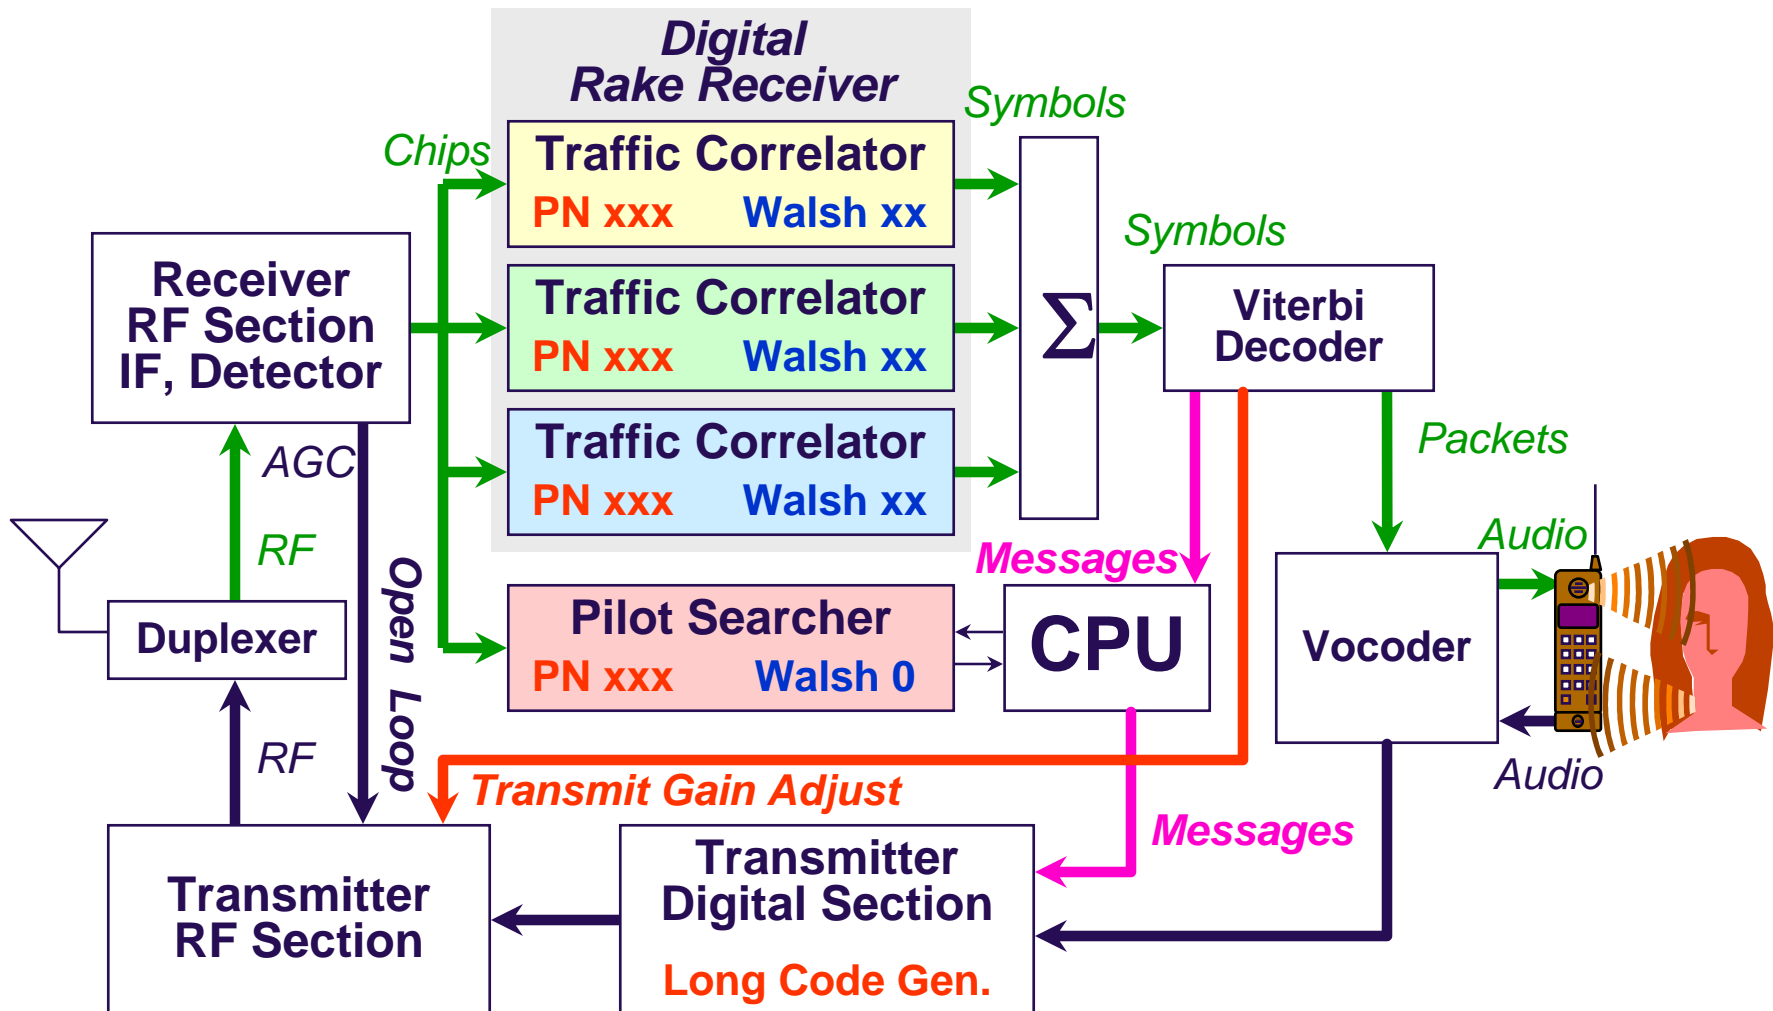 Digital
Rake Receiver
Symbols
Chips
Traffic Correlator
PN xxx Walsh xx
Symbols
Receiver
RF Section
IF, Detector
Traffic Correlator
PN xxx Walsh xx
Σ
Viterbi
Decoder
Traffic Correlator
PN xxx Walsh xx
AGC
Packets
RF
Open Loop
Messages
Audio
Duplexer
Pilot Searcher
PN xxx Walsh 0
CPU
Vocoder
RF
Transmit Gain Adjust
Audio
Messages
Transmitter
RF Section
Transmitter
Digital Section
Long Code Gen.